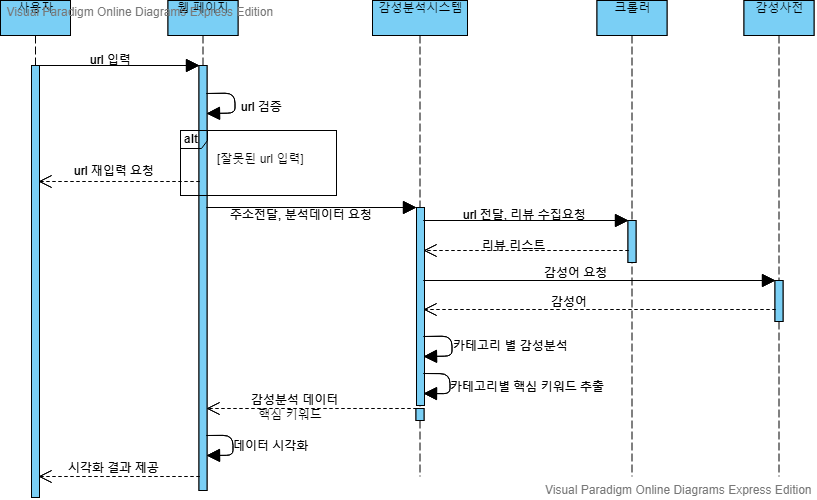 Visual Paradigm Online Diagrams Express Edition
사용자
웹 페이지
감성분석시스템
크롤러
감성사전
url 입력
url 검증
alt
[잘못된 url 입력]
url 재입력 요청
주소전달, 분석데이터 요청
url 전달, 리뷰 수집요청
리뷰 리스트
감성어 요청
감성어
카테고리 별 감성분석
카테고리별 핵심 키워드 추출
감성분석 데이터
핵심 키워드
데이터 시각화
시각화 결과 제공
Visual Paradigm Online Diagrams Express Edition